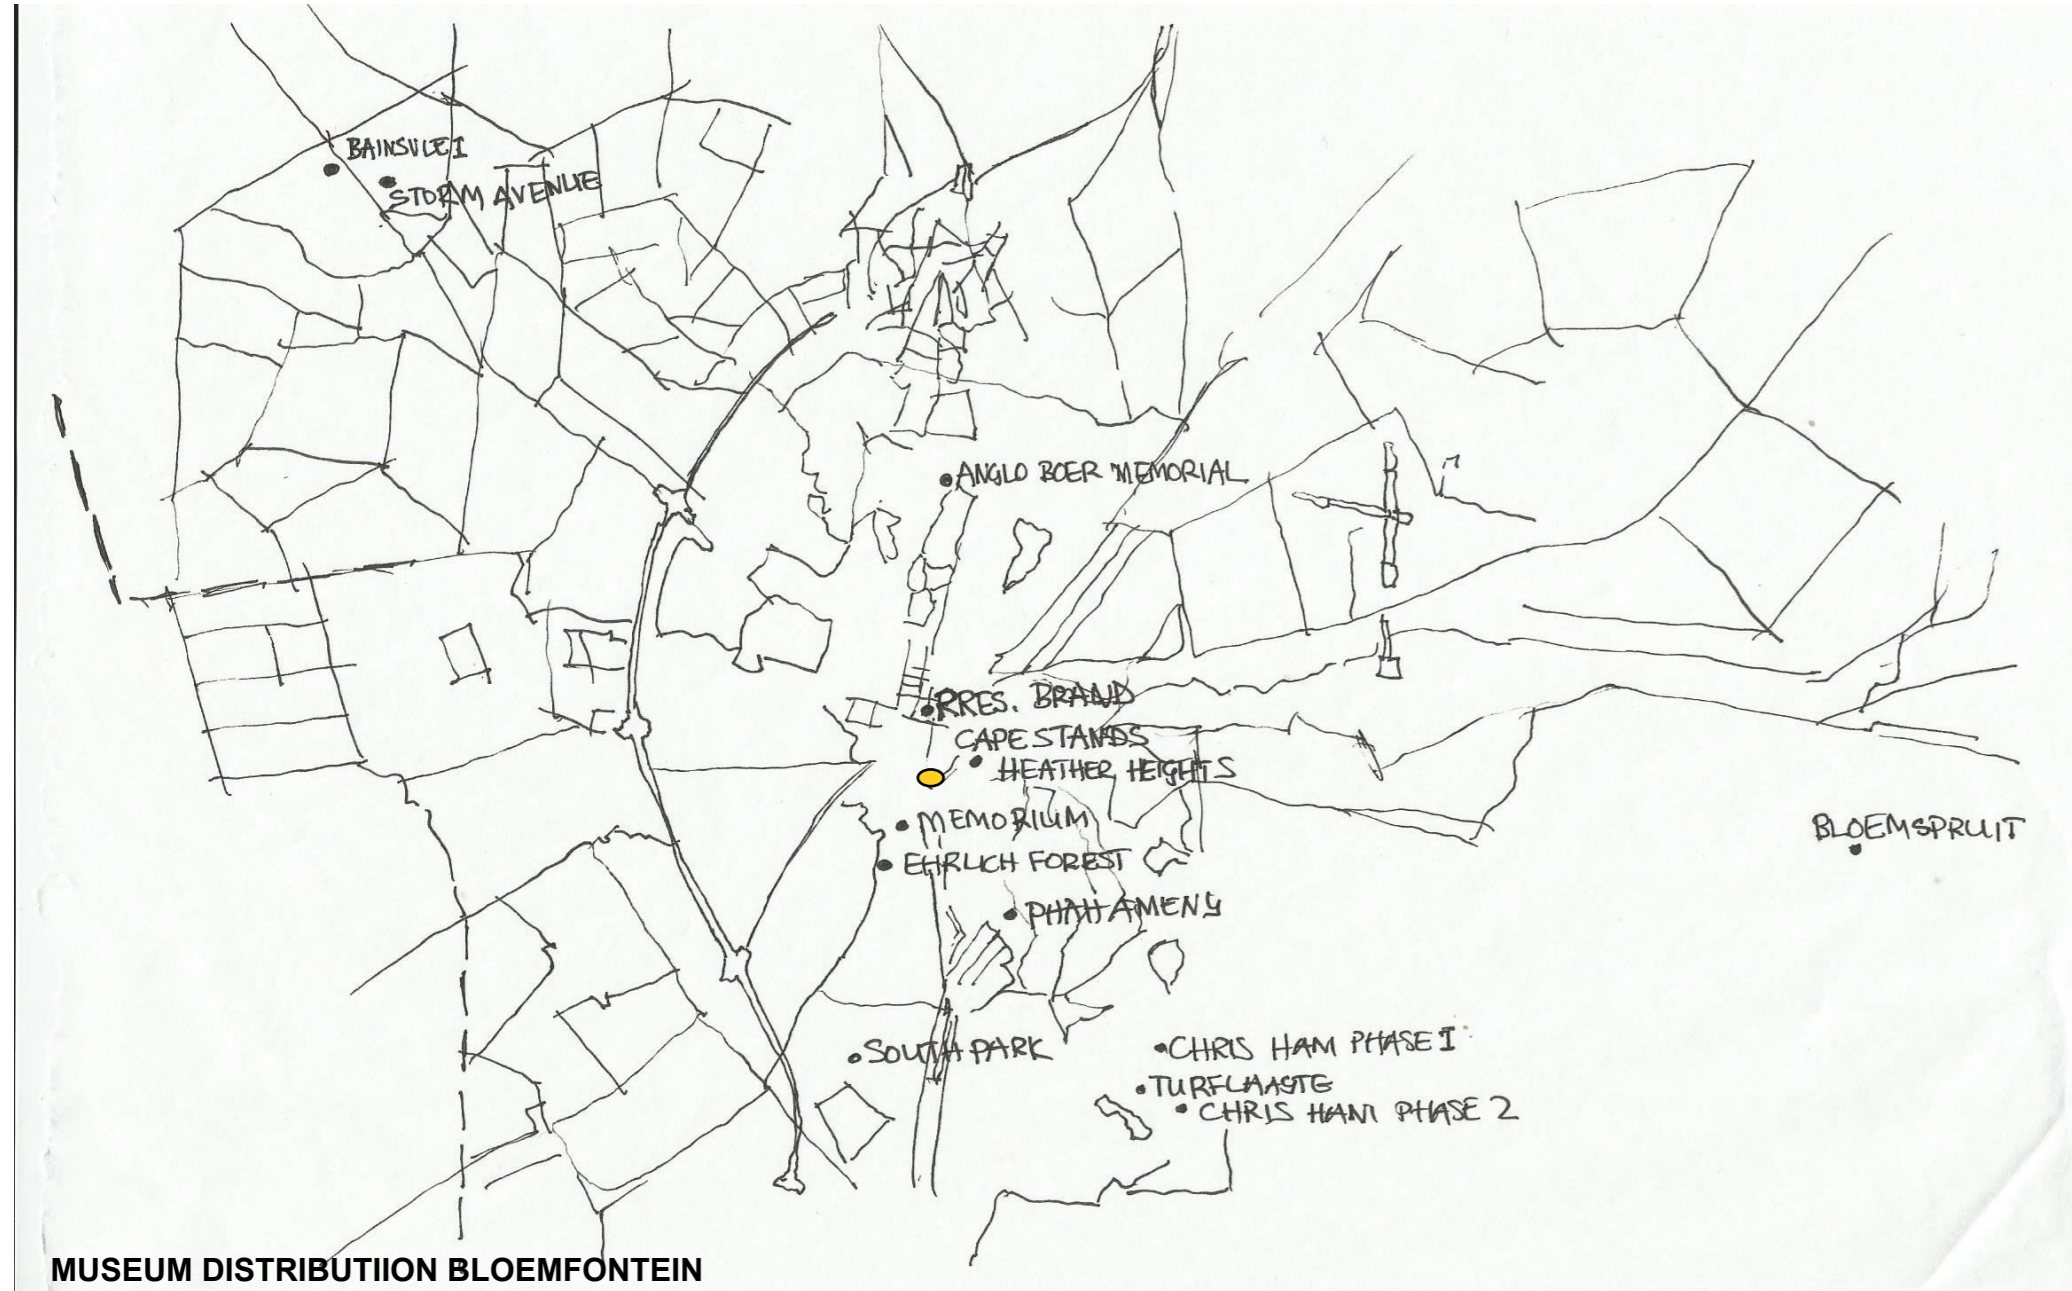 BAINSVLEI
STORM AVENUE
ANGLO BOER MEMORIAL
PRES. BRAND
CAPE STANDS
HEATHER HEIGHTS
MEMORIUM
BLOEMSPRUIT
EHRLICH FOREST
PHAHAMENG
SOUTH PARK
CHRIS HANI PHASE I
TURFLAAGTE
CHRIS HANI PHASE 2
MUSEUM DISTRIBUTIION BLOEMFONTEIN